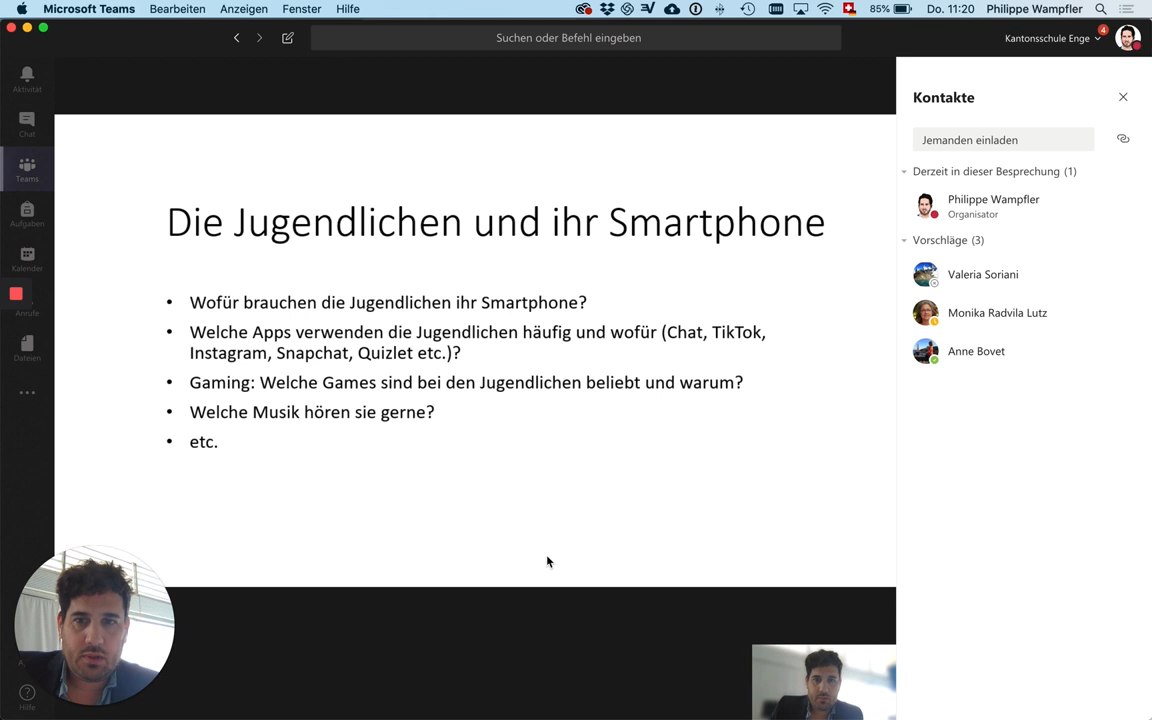 Microsoft Teams Bearbeiten Anzeigen Fenster Hilfe 85% Do. 11:20 Philippe Wampfler
Suchen oder Befehl eingeben
Kantonsschule Enge
4
Aktivität
Chat
Teams
Aufgaben
Kalender
Anrufe
Dateien
Hilfe
Die Jugendlichen und ihr Smartphone
• Wofür brauchen die Jugendlichen ihr Smartphone?
• Welche Apps verwenden die Jugendlichen häufig und wofür (Chat, TikTok,
Instagram, Snapchat, Quizlet etc.)?
• Gaming: Welche Games sind bei den Jugendlichen beliebt und warum?
• Welche Musik hören sie gerne?
• etc.
Kontakte
Jemanden einladen
Derzeit in dieser Besprechung (1)
Philippe Wampfler
Organisator
Vorschläge (3)
Valeria Soriani
Monika Radvila Lutz
Anne Bovet